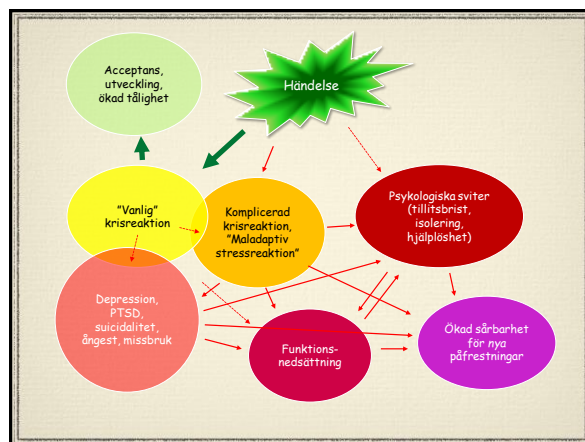 Acceptans,
utveckling,
ökad tålighet
Händelse
”Vanlig”
krisreaktion
Komplicerad
krisreaktion,
”Maladaptiv
stressreaktion”
Psykologiska sviter
(tillitsbrist,
isolering,
hjälplöshet)
Depression,
PTSD,
suicidalitet,
ångest, missbruk
Funktions-
nedsättning
Ökad sårbarhet
för nya
påfrestningar